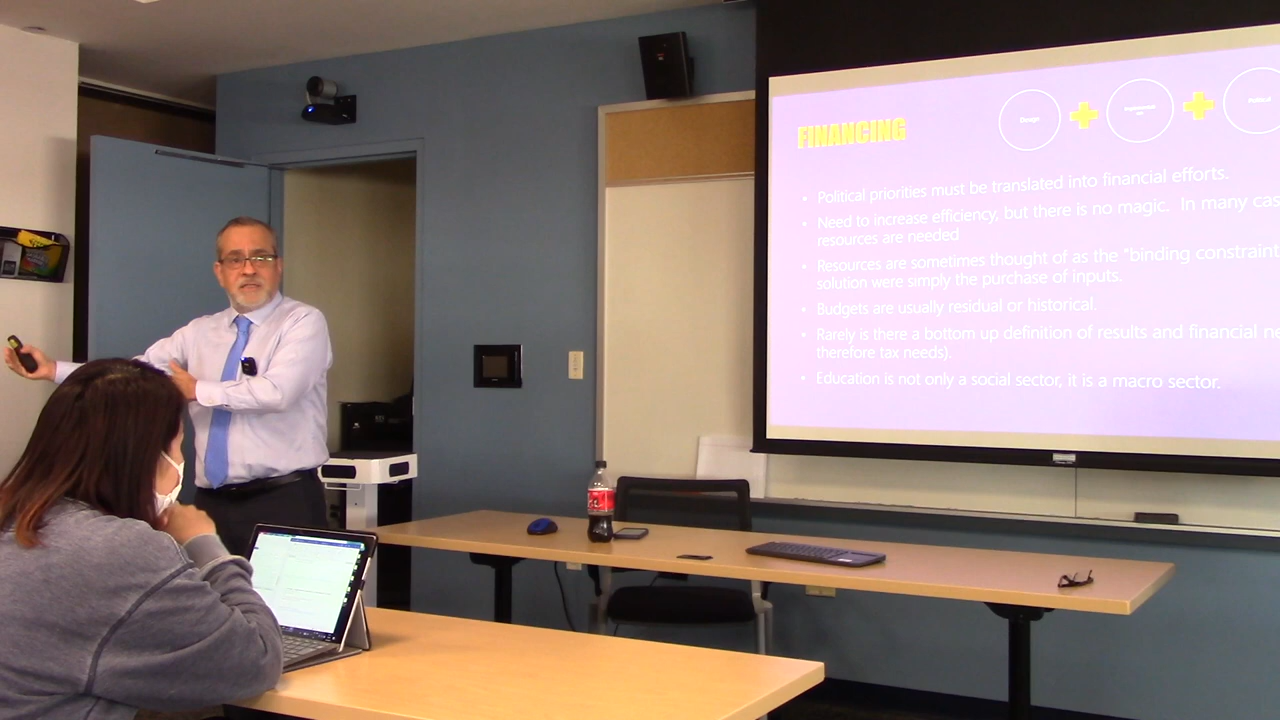 FINANCING
Design
Political
• Political priorities must be translated into financial efforts.
• Need to increase efficiency, but there is no magic. In many cas
resources are needed
• Resources are sometimes thought of as the "binding constraint
solution were simply the purchase of inputs.
• Budgets are usually residual or historical.
• Rarely is there a bottom up definition of results and financial ne
therefore tax needs).
• Education is not only a social sector, it is a macro sector.